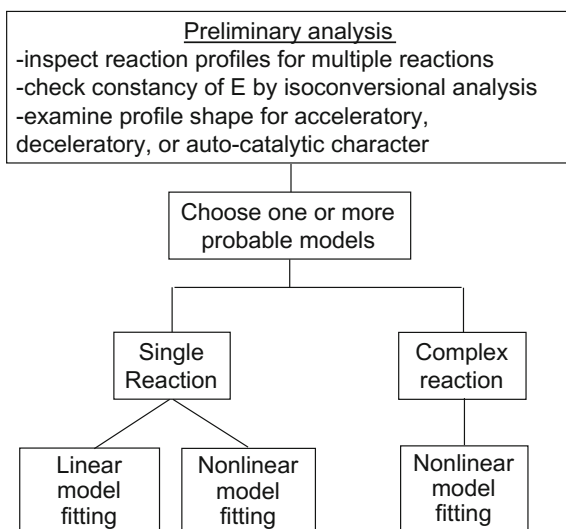 Preliminary analysis
-inspect reaction profiles for multiple reactions
-check constancy of E by isoconversional analysis
-examine profile shape for acceleratory,
deceleratory, or auto-catalytic character
Choose one or more
probable models
Single
Reaction
Complex
reaction
Linear
model
fitting
Nonlinear
model
fitting
Nonlinear
model
fitting